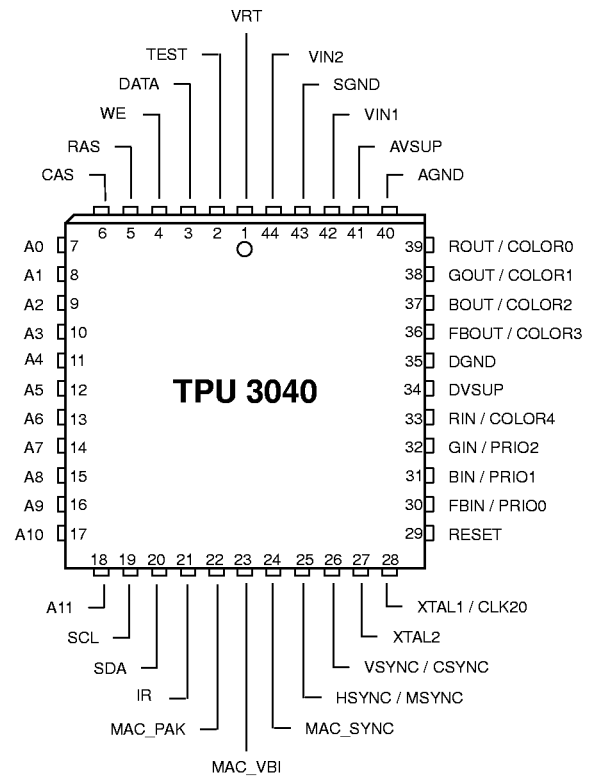 VRT
TEST
VIN2
DATA
SGND
WE
VIN1
RAS
AVSUP
CAS
AGND
6 5 4 3 2 1 44 43 42 41 40
A0 7 39 ROUT / COLOR0
A1 8 38 GOUT / COLOR1
A2 9 37 BOUT / COLOR2
A3 10 36 FBOUT / COLOR3
A4 11 35 DGND
A5 12 TPU 3040 34 DVSUP
A6 13 33 RIN / COLOR4
A7 14 32 GIN / PRIO2
A8 15 31 BIN / PRIO1
A9 16 30 FBIN / PRIO0
A10 17 29 RESET
18 19 20 21 22 23 24 25 26 27 28
A11
XTAL1 / CLK20
SCL
XTAL2
SDA
VSYNC / CSYNC
IR
HSYNC / MSYNC
MAC_PAK
MAC_SYNC
MAC_VBI